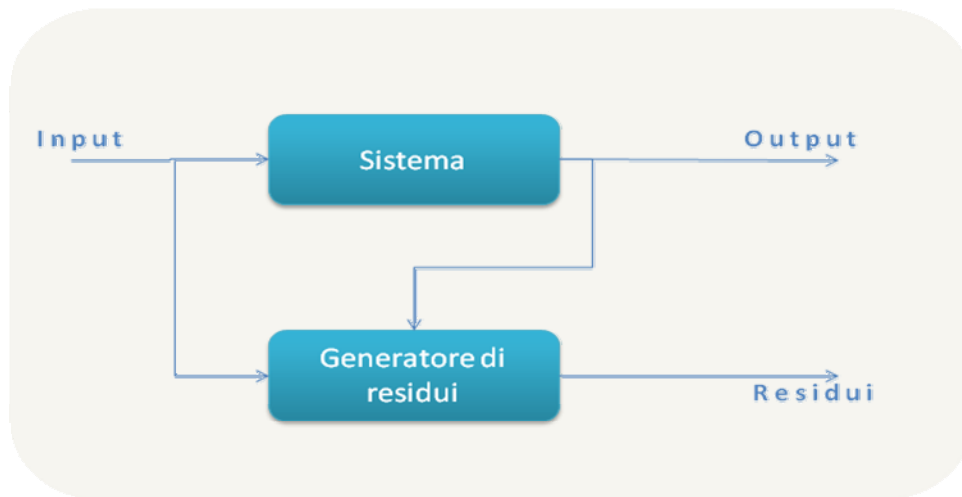 Input
Sistema
Output
Generatore di
residui
Residui